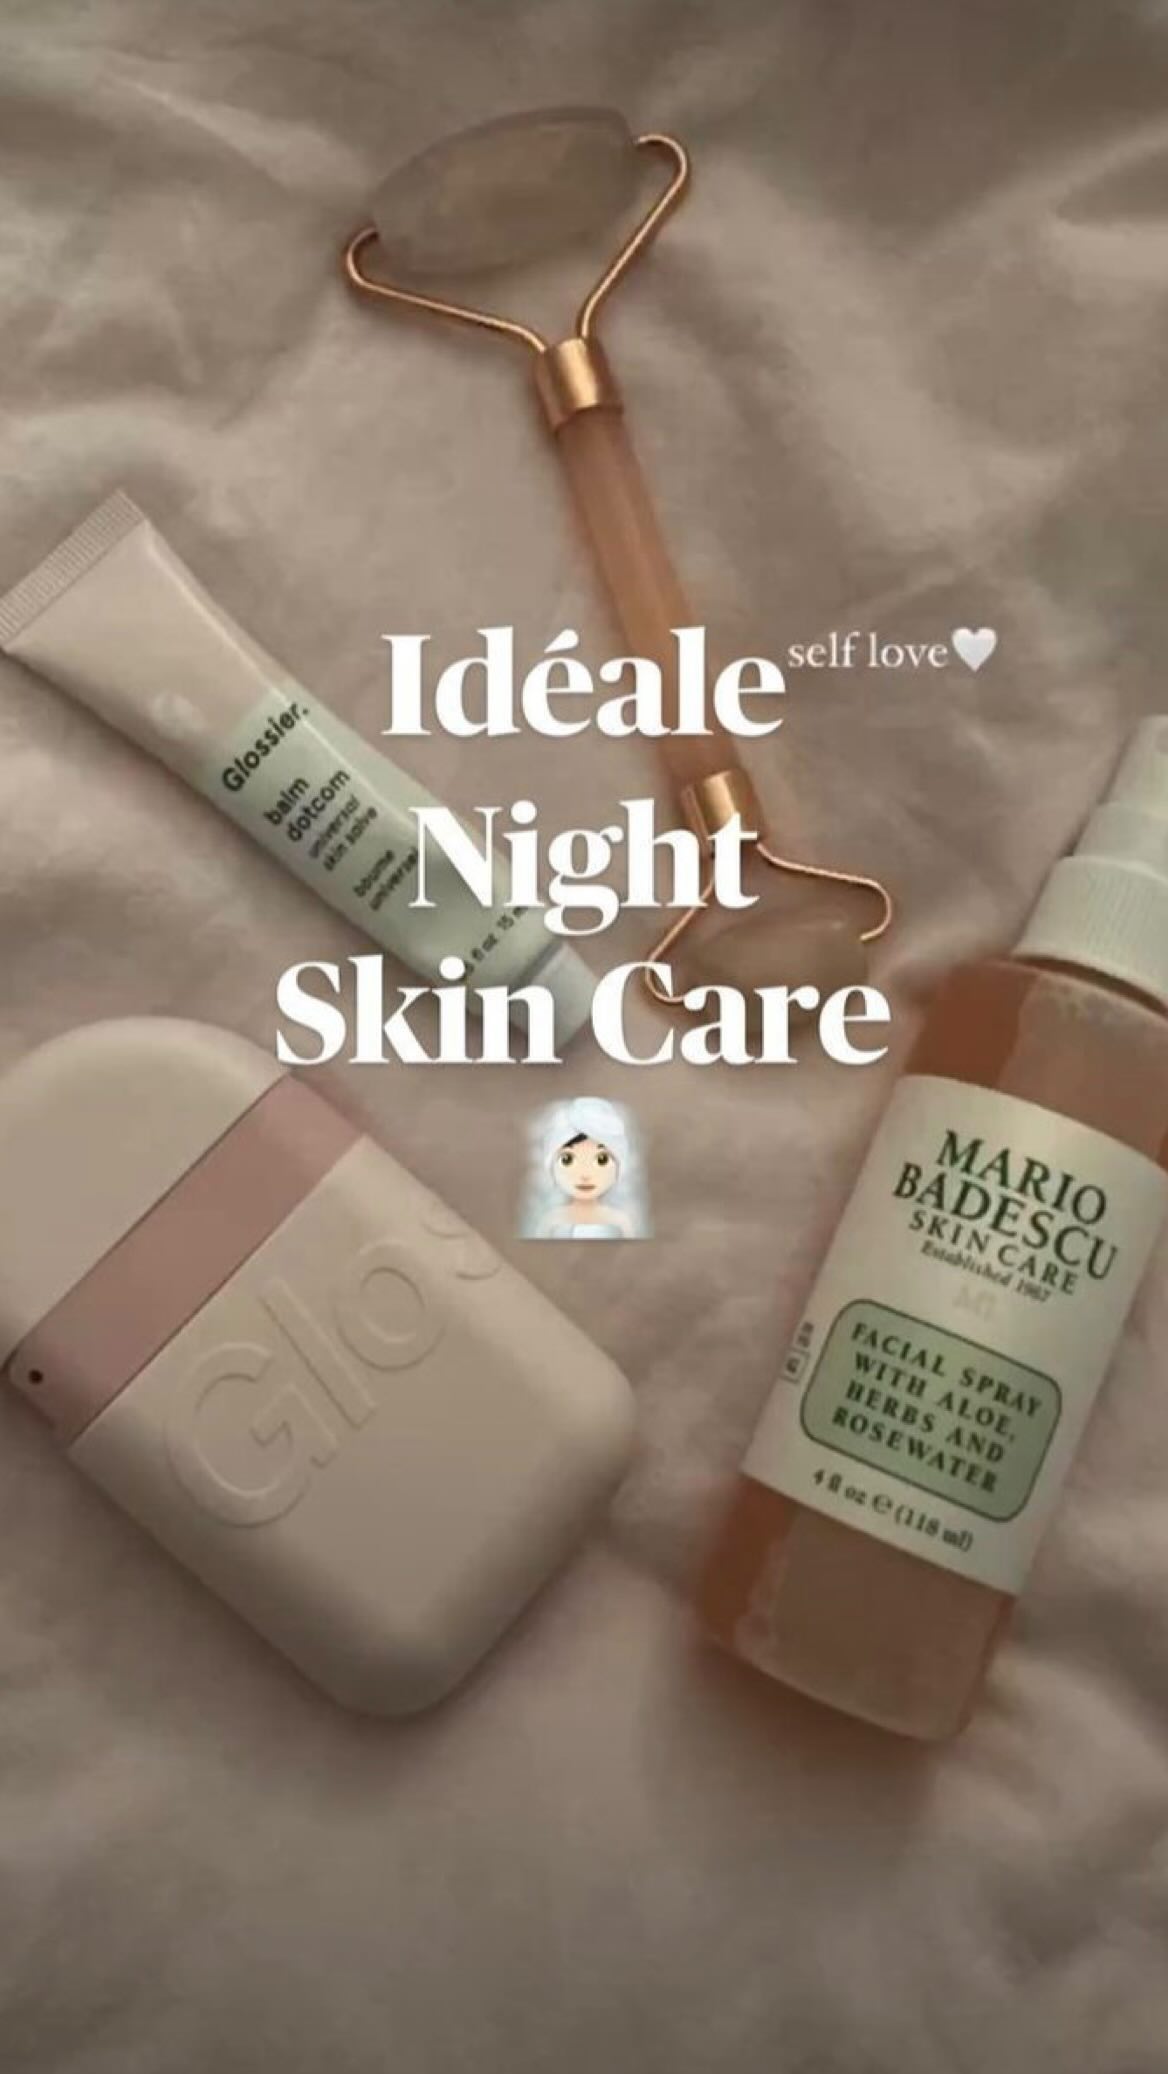 Idéale
self love🤍
Night
Skin Care
Glossier.
balm
dotcom
universal
skin salve
baume
universel
Glos
MARIO
BADESCU
SKIN CARE
Established 1967
FACIAL SPRAY
WITH ALOE,
HERBS AND
ROSEWATER
4 fl oz ℮ (118 ml)